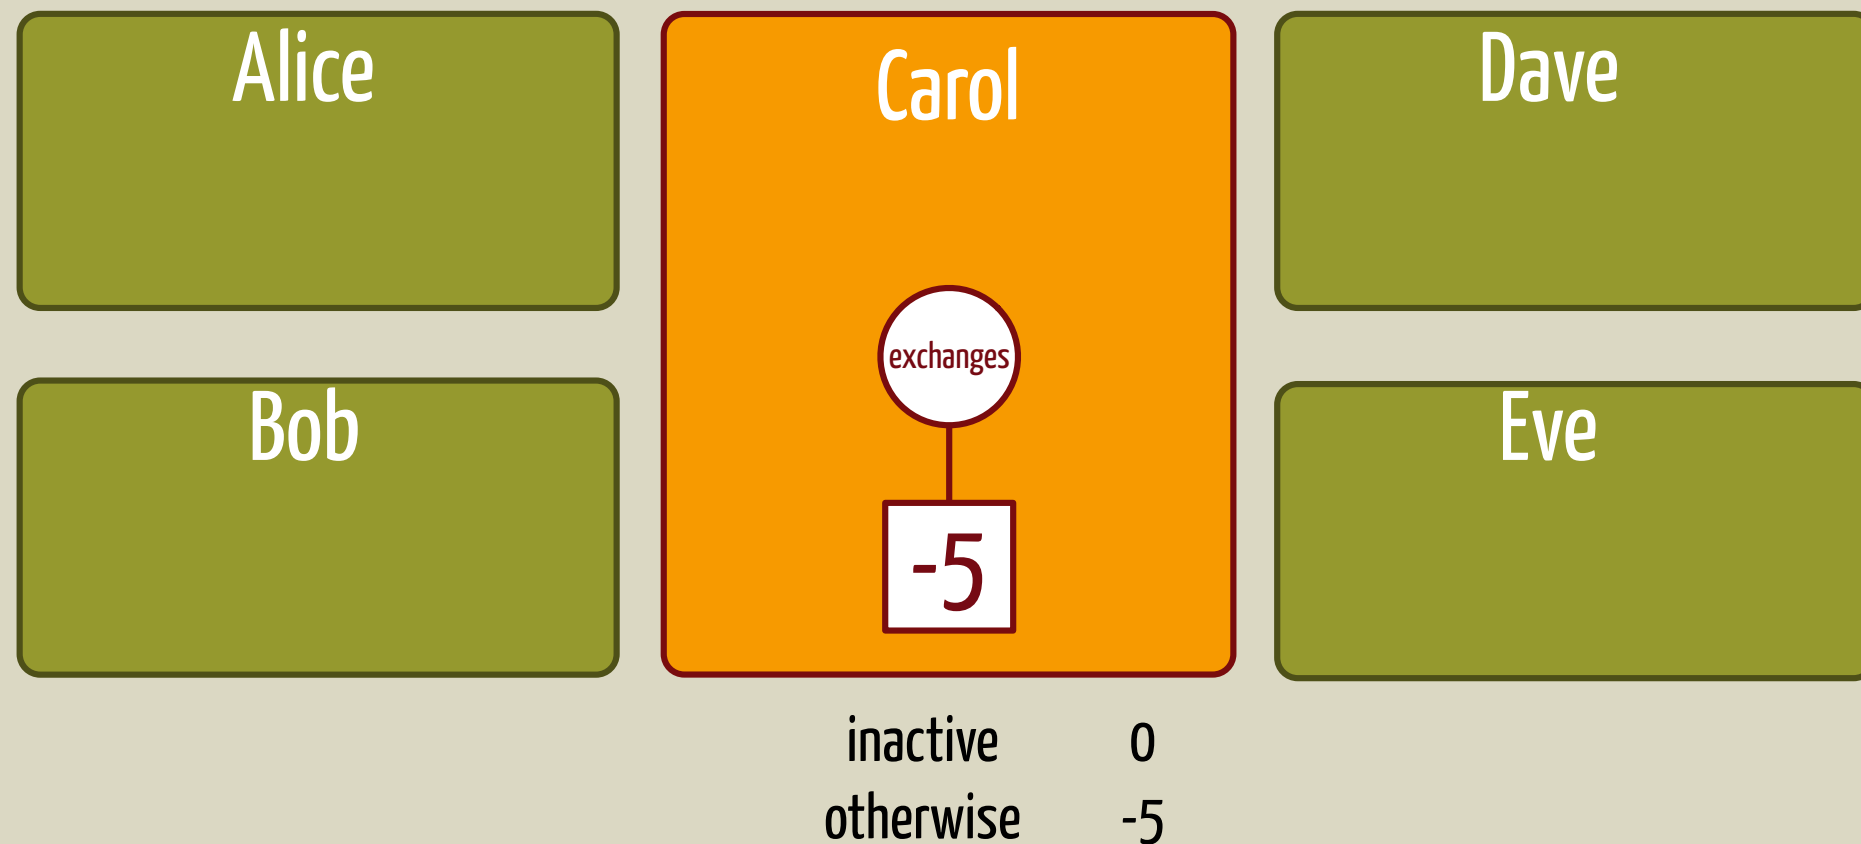 Alice
Carol
Dave
exchanges
Bob
Eve
-5
inactive 0
otherwise -5